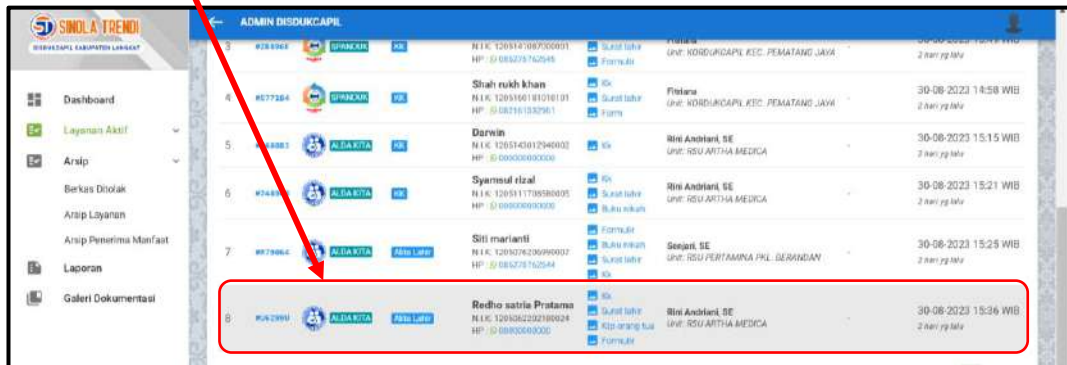 SINOLA TRENDI
DISDUKCAPIL KABUPATEN LANGKAT
ADMIN DISDUKCAPIL
Dashboard
Layanan Aktif
Arsip
Berkas Ditolak
Arsip Layanan
Arsip Penerima Manfaat
Laporan
Galeri Dokumentasi
3 SPANDUK KK
Surat lahir
Formulir
Fitriana
Unit: KORDUKCAPIL KEC. PEMATANG JAYA
-
2 hari yg lalu
4 SPANDUK KK
Shah rukh khan
Kk
Surat lahir
Form
Fitriana
Unit: KORDUKCAPIL KEC. PEMATANG JAYA
-
30-08-2023 14:58 WIB
2 hari yg lalu
5 ALDA KITA KK
Darwin
HP : 000000000000
Kk
Rini Andriani, SE
Unit: RSU ARTHA MEDICA
-
30-08-2023 15:15 WIB
2 hari yg lalu
6 ALDA KITA KK
Syamsul rizal
HP : 000000000000
Kk
Surat lahir
Buku nikah
Rini Andriani, SE
Unit: RSU ARTHA MEDICA
-
30-08-2023 15:21 WIB
2 hari yg lalu
7 ALDA KITA Akta Lahir
Siti marianti
Formulir
Buku nikah
Surat lahir
Kk
Unit: RSU PERTAMINA PKL. BERANDAN
-
30-08-2023 15:25 WIB
2 hari yg lalu
8 ALDA KITA Akta Lahir
Redho satria Pratama
Kk
Surat lahir
Ktp orang tua
Formulir
Rini Andriani, SE
Unit: RSU ARTHA MEDICA
-
30-08-2023 15:36 WIB
2 hari yg lalu